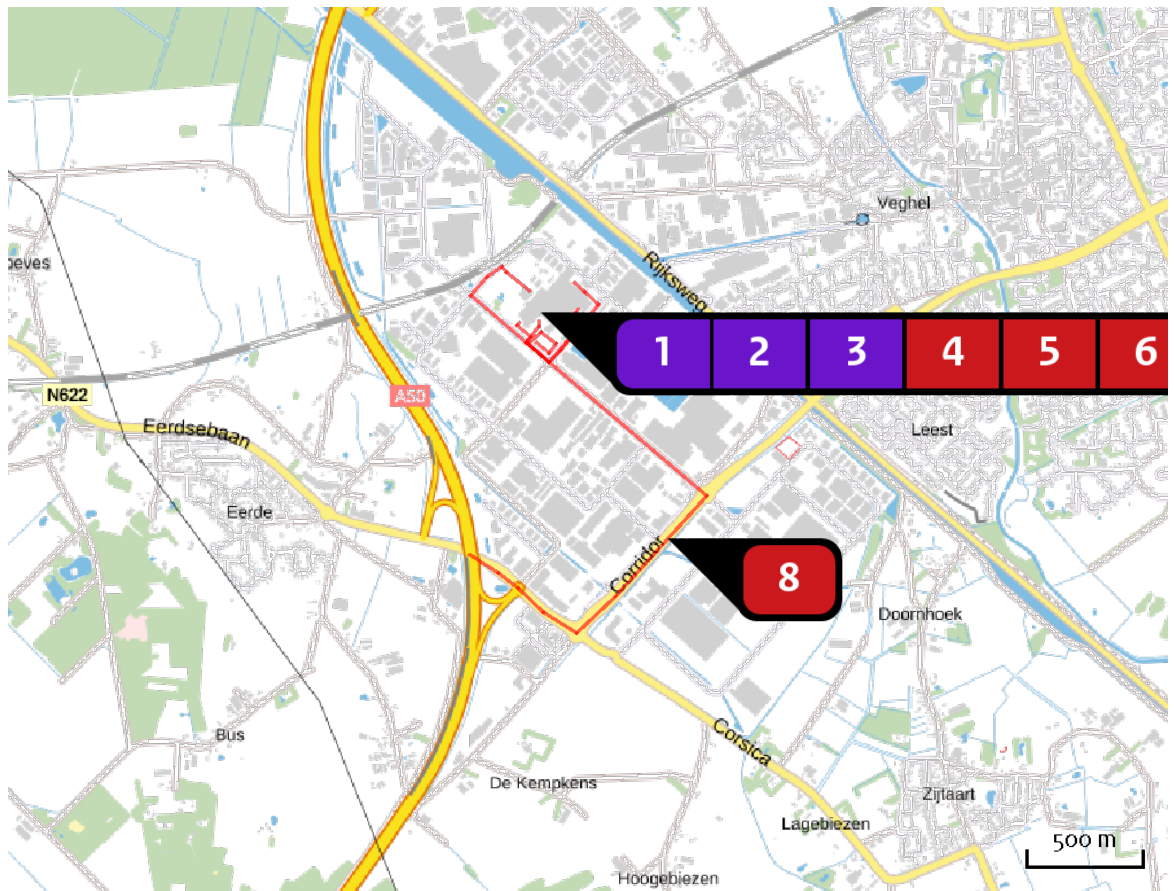 Veghel
oeves
Rijksweg
1 2 3 4 5 6
N622
A50
Eerdsebaan
Leest
Eerde
Corridor
8
Doornhoek
Bus
Corsica
De Kempkens
Zijtaart
Lagebiezen
500 m
Hoogebiezen